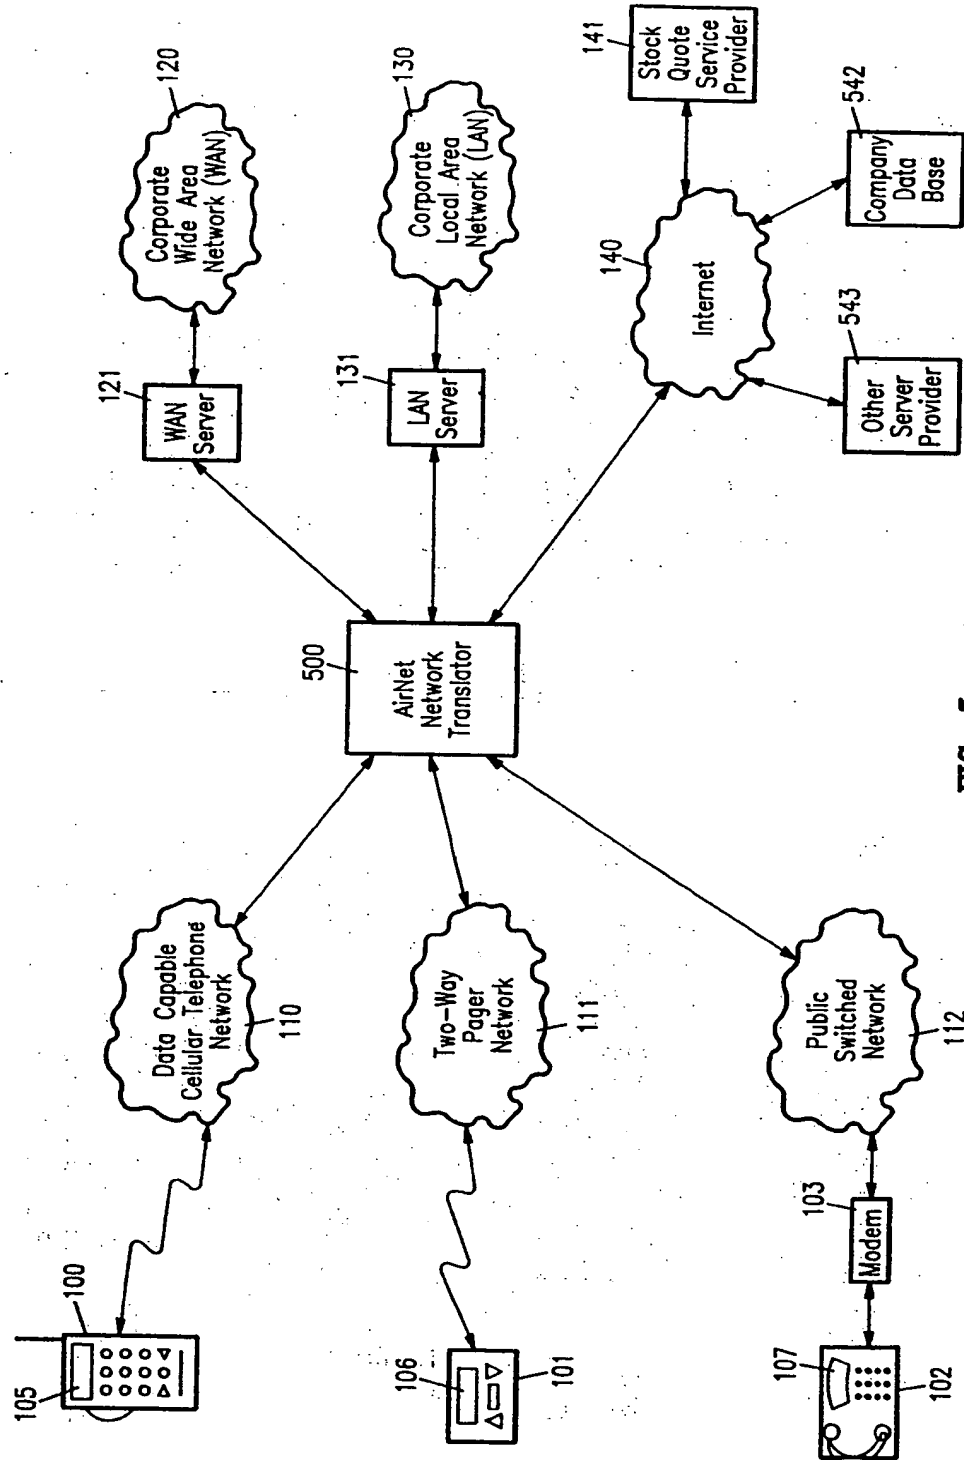 105
100
Data Capable
Cellular Telephone
Network
110
106
101
Two-Way
Pager
Network
111
107
102
Modem
103
Public
Switched
Network
112
AirNet
Network
Translator
500
WAN
Server
121
Corporate
Wide Area
Network (WAN)
120
LAN
Server
131
Corporate
Local Area
Network (LAN)
130
Internet
140
Stock
Quote
Service
Provider
141
Company
Data
Base
542
Other
Server
Provider
543